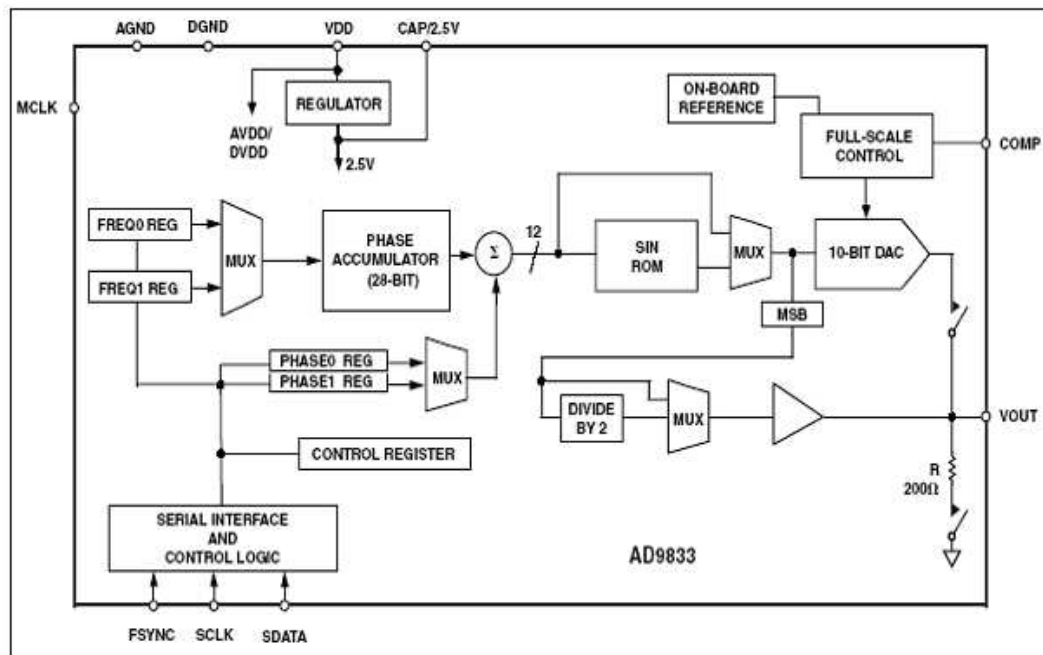 AGND
DGND
VDD
CAP/2.5V
MCLK
REGULATOR
AVDD/
DVDD
2.5V
ON-BOARD
REFERENCE
FULL-SCALE
CONTROL
COMP
FREQ0 REG
FREQ1 REG
MUX
PHASE
ACCUMULATOR
(28-BIT)
Σ
12
SIN
ROM
MUX
10-BIT DAC
MSB
PHASE0 REG
PHASE1 REG
MUX
DIVIDE
BY 2
MUX
VOUT
CONTROL REGISTER
R
200Ω
SERIAL INTERFACE
AND
CONTROL LOGIC
AD9833
FSYNC
SCLK
SDATA